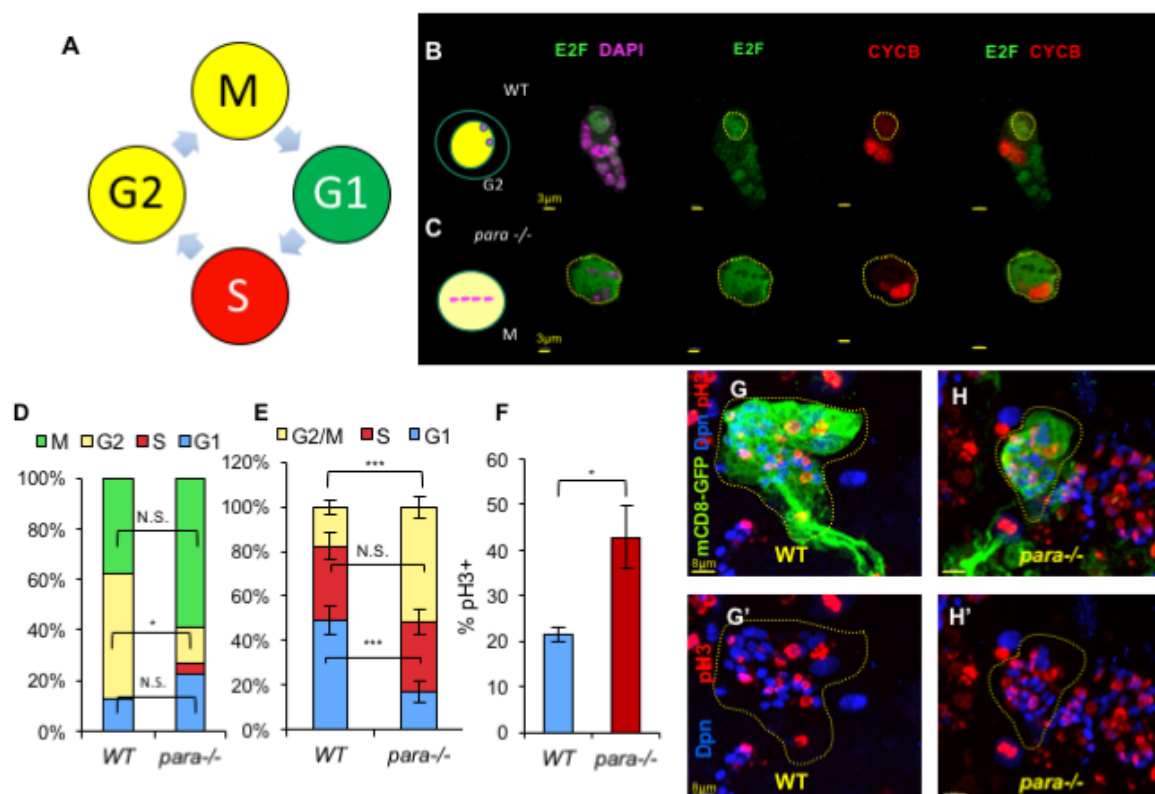 A
M
G2
G1
S
B
E2F DAPI
E2F
CYCB
E2F CYCB
WT
G2
3µm
C
para -/-
M
3µm
D
M G2 S G1
100%
80%
60%
40%
20%
0%
N.S.
*
N.S.
WT
para-/-
E
G2/M S G1
120%
100%
80%
60%
40%
20%
0%
***
N.S.
***
WT
para-/-
F
% pH3+
60
50
40
30
20
10
0
*
WT
para-/-
G
mCD8-GFP Dpn pH3
8µm
WT
H
para-/-
G'
Dpn pH3
8µm
WT
H'
para-/-